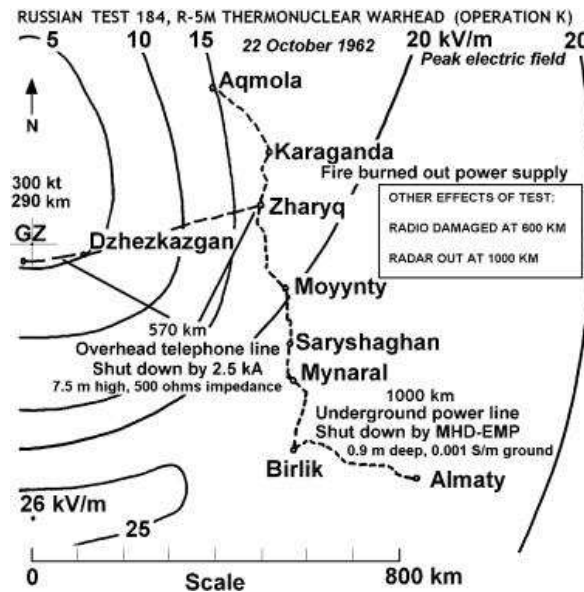 RUSSIAN TEST 184, R-5M THERMONUCLEAR WARHEAD (OPERATION K)
5
10
15
22 October 1962
20 kV/m
20
Peak electric field
Aqmola
N
Karaganda
Fire burned out power supply
300 kt
290 km
GZ
Zharyq
Dzhezkazgan
OTHER EFFECTS OF TEST:
RADIO DAMAGED AT 600 KM
RADAR OUT AT 1000 KM
Moyynty
570 km
Overhead telephone line
Shut down by 2.5 kA
7.5 m high, 500 ohms impedance
Saryshaghan
Mynaral
1000 km
Underground power line
Shut down by MHD-EMP
0.9 m deep, 0.001 S/m ground
Birlik
Almaty
26 kV/m
25
0
Scale
800 km